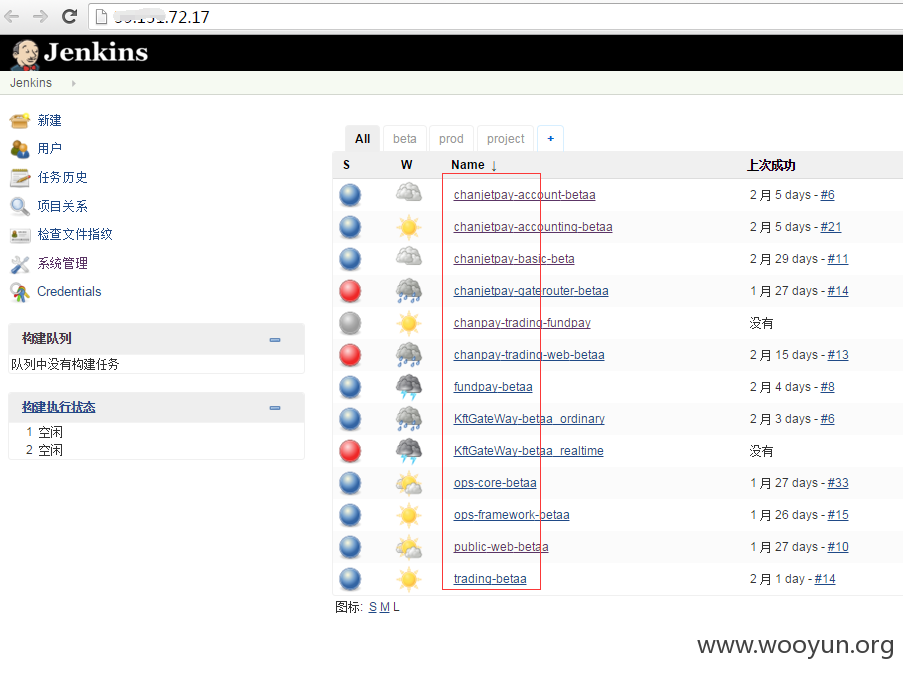 .72.17
Jenkins
Jenkins
新建
用户
任务历史
项目关系
检查文件指纹
系统管理
Credentials
构建队列
队列中没有构建任务
构建执行状态
1 空闲
2 空闲
All beta prod project +
S W Name ↓ 上次成功
chanjetpay-account-betaa 2 月 5 days - #6
chanjetpay-accounting-betaa 2 月 5 days - #21
chanjetpay-basic-beta 2 月 29 days - #11
chanjetpay-gaterouter-betaa 1 月 27 days - #14
chanpay-trading-fundpay 没有
chanpay-trading-web-betaa 2 月 15 days - #13
fundpay-betaa 2 月 4 days - #8
KftGateWay-betaa_ordinary 2 月 3 days - #6
KftGateWay-betaa_realtime 没有
ops-core-betaa 1 月 27 days - #33
ops-framework-betaa 1 月 26 days - #15
public-web-betaa 1 月 27 days - #10
trading-betaa 2 月 1 day - #14
图标: S M L
www.wooyun.org